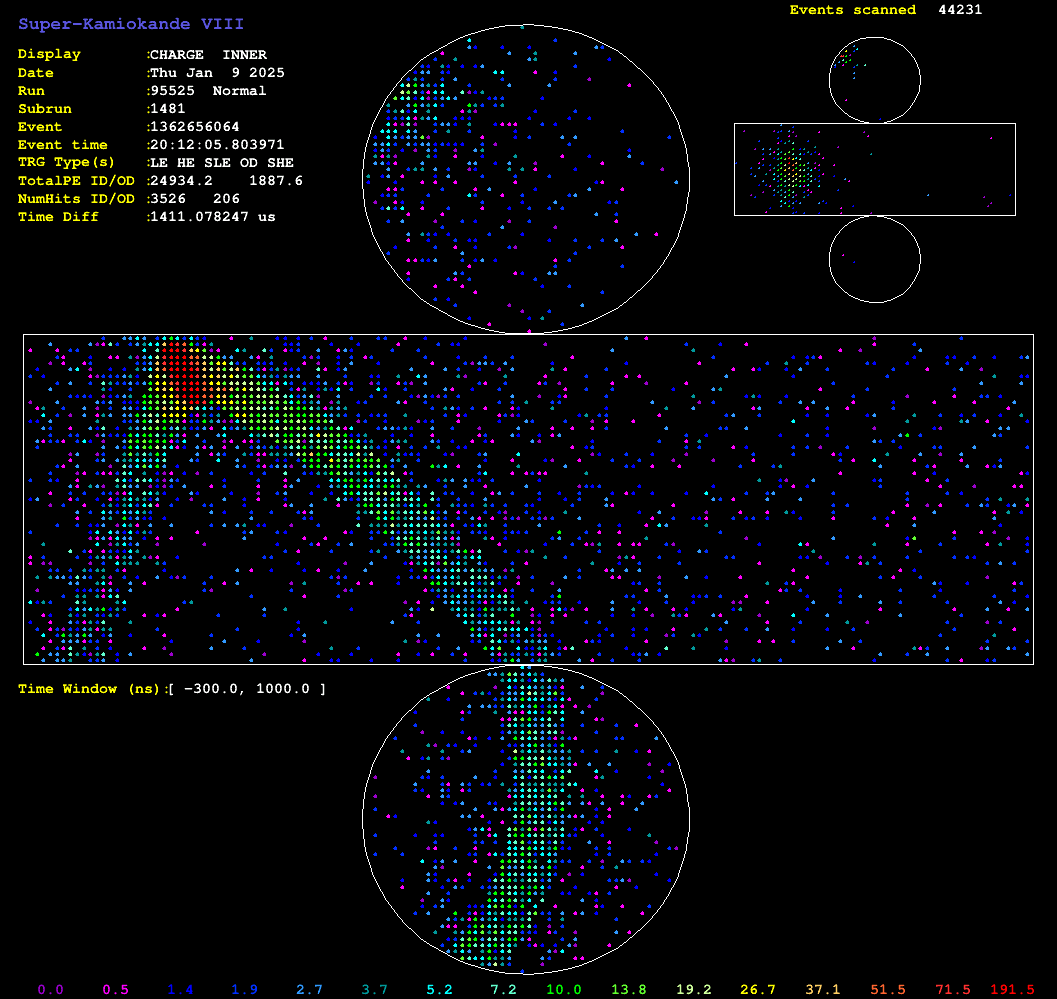 Super-Kamiokande VIII
Events scanned 44231
Display :CHARGE INNER
Date :Thu Jan 9 2025
Run :95525 Normal
Subrun :1481
Event :1362656064
Event time :20:12:05.803971
TRG Type(s) :LE HE SLE OD SHE
TotalPE ID/OD :24934.2 1887.6
NumHits ID/OD :3526 206
Time Diff :1411.078247 us
Time Window (ns):[ -300.0, 1000.0 ]
0.0 0.5 1.4 1.9 2.7 3.7 5.2 7.2 10.0 13.8 19.2 26.7 37.1 51.5 71.5 191.5